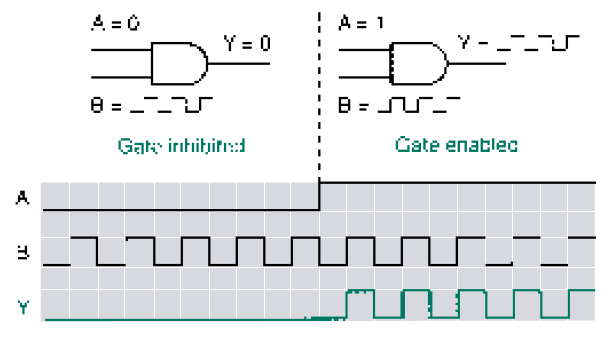 A = 0
Y = 0
B =
Gate inhibited
A = 1
Y =
B =
Gate enabled
A
B
Y